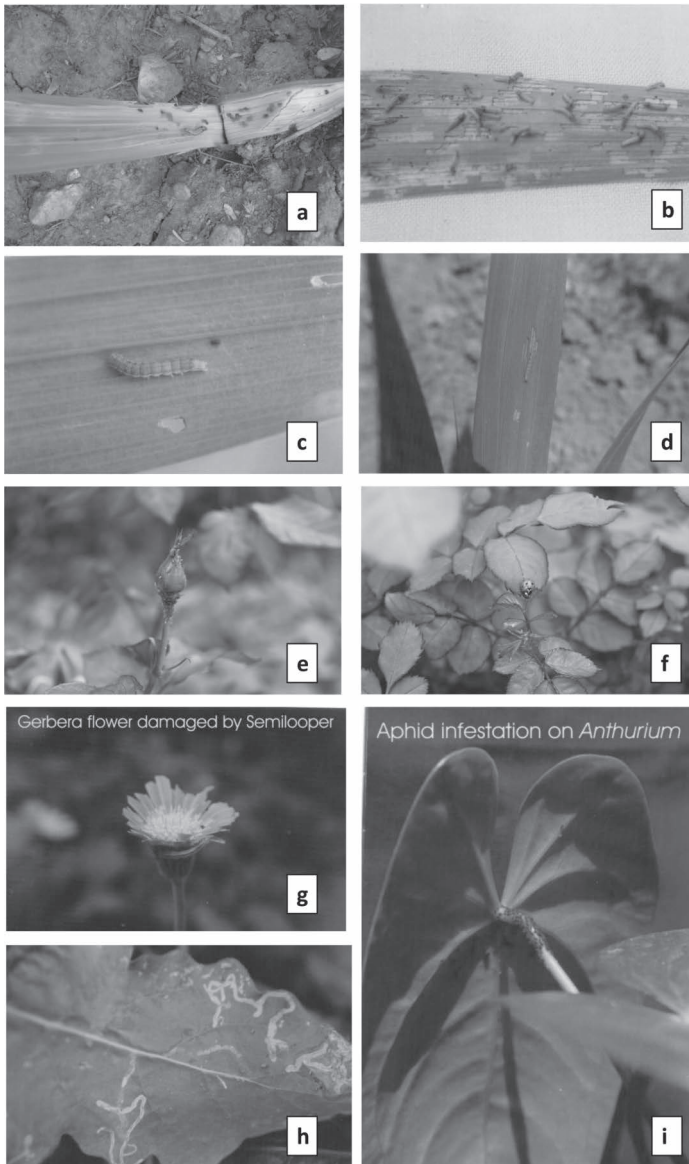 a
b
c
d
e
f
Gerbera flower damaged by Semilooper
g
Aphid infestation on Anthurium
h
i